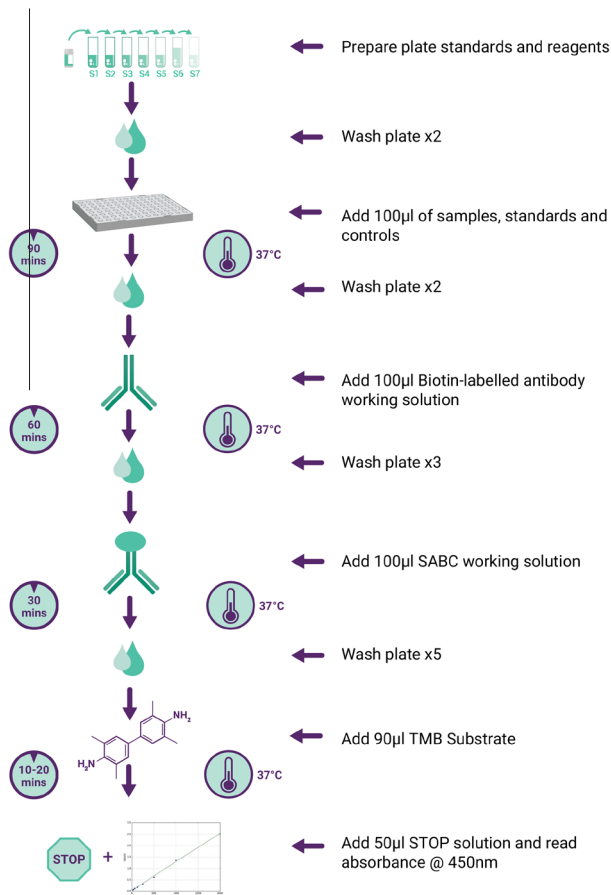 S1 S2 S3 S4 S5 S6 S7
Prepare plate standards and reagents
Wash plate x2
Add 100µl of samples, standards and
controls
90
mins
37°C
Wash plate x2
Add 100µl Biotin-labelled antibody
working solution
60
mins
37°C
Wash plate x3
Add 100µl SABC working solution
30
mins
37°C
Wash plate x5
NH₂
H₂N
Add 90µl TMB Substrate
10-20
mins
37°C
STOP
+
Add 50µl STOP solution and read
absorbance @ 450nm